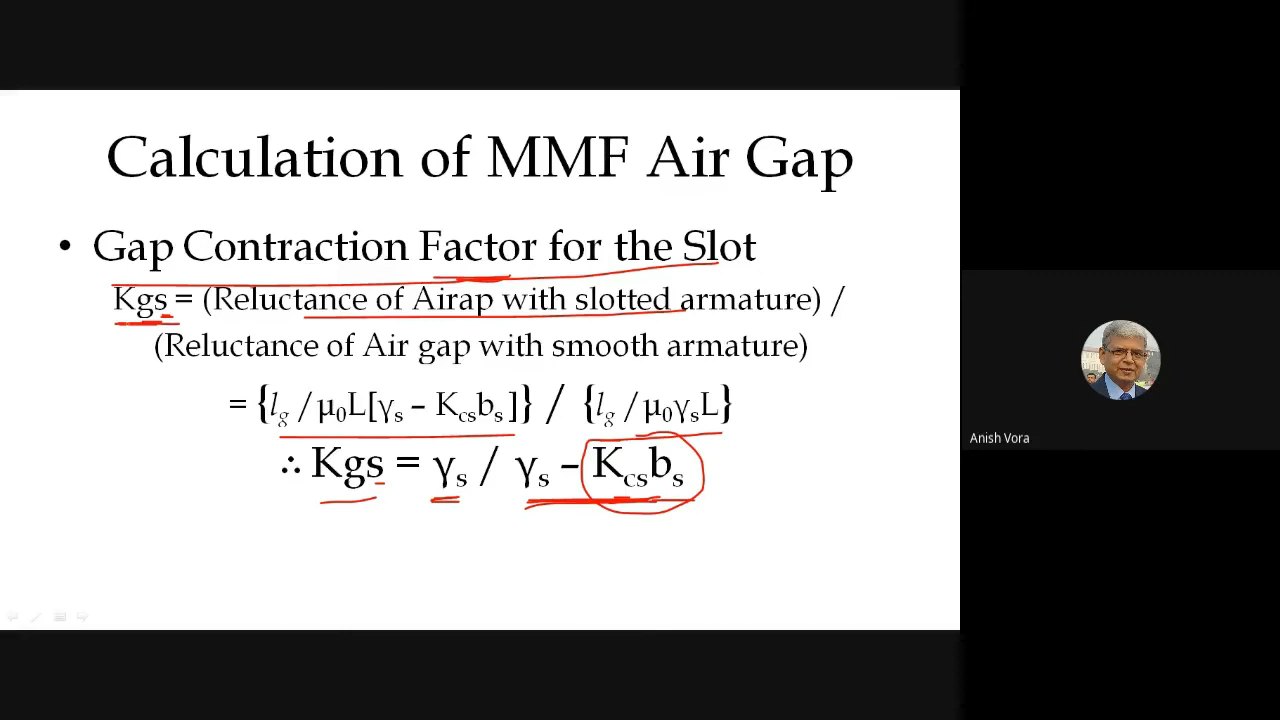 Calculation of MMF Air Gap
• Gap Contraction Factor for the Slot
Kgs = (Reluctance of Airap with slotted armature) /
(Reluctance of Air gap with smooth armature)
= {lg / μ₀L[γs – Kcsbs]} / {lg / μ₀γsL}
∴ Kgs = γs / γs – Kcsbs
Anish Vora